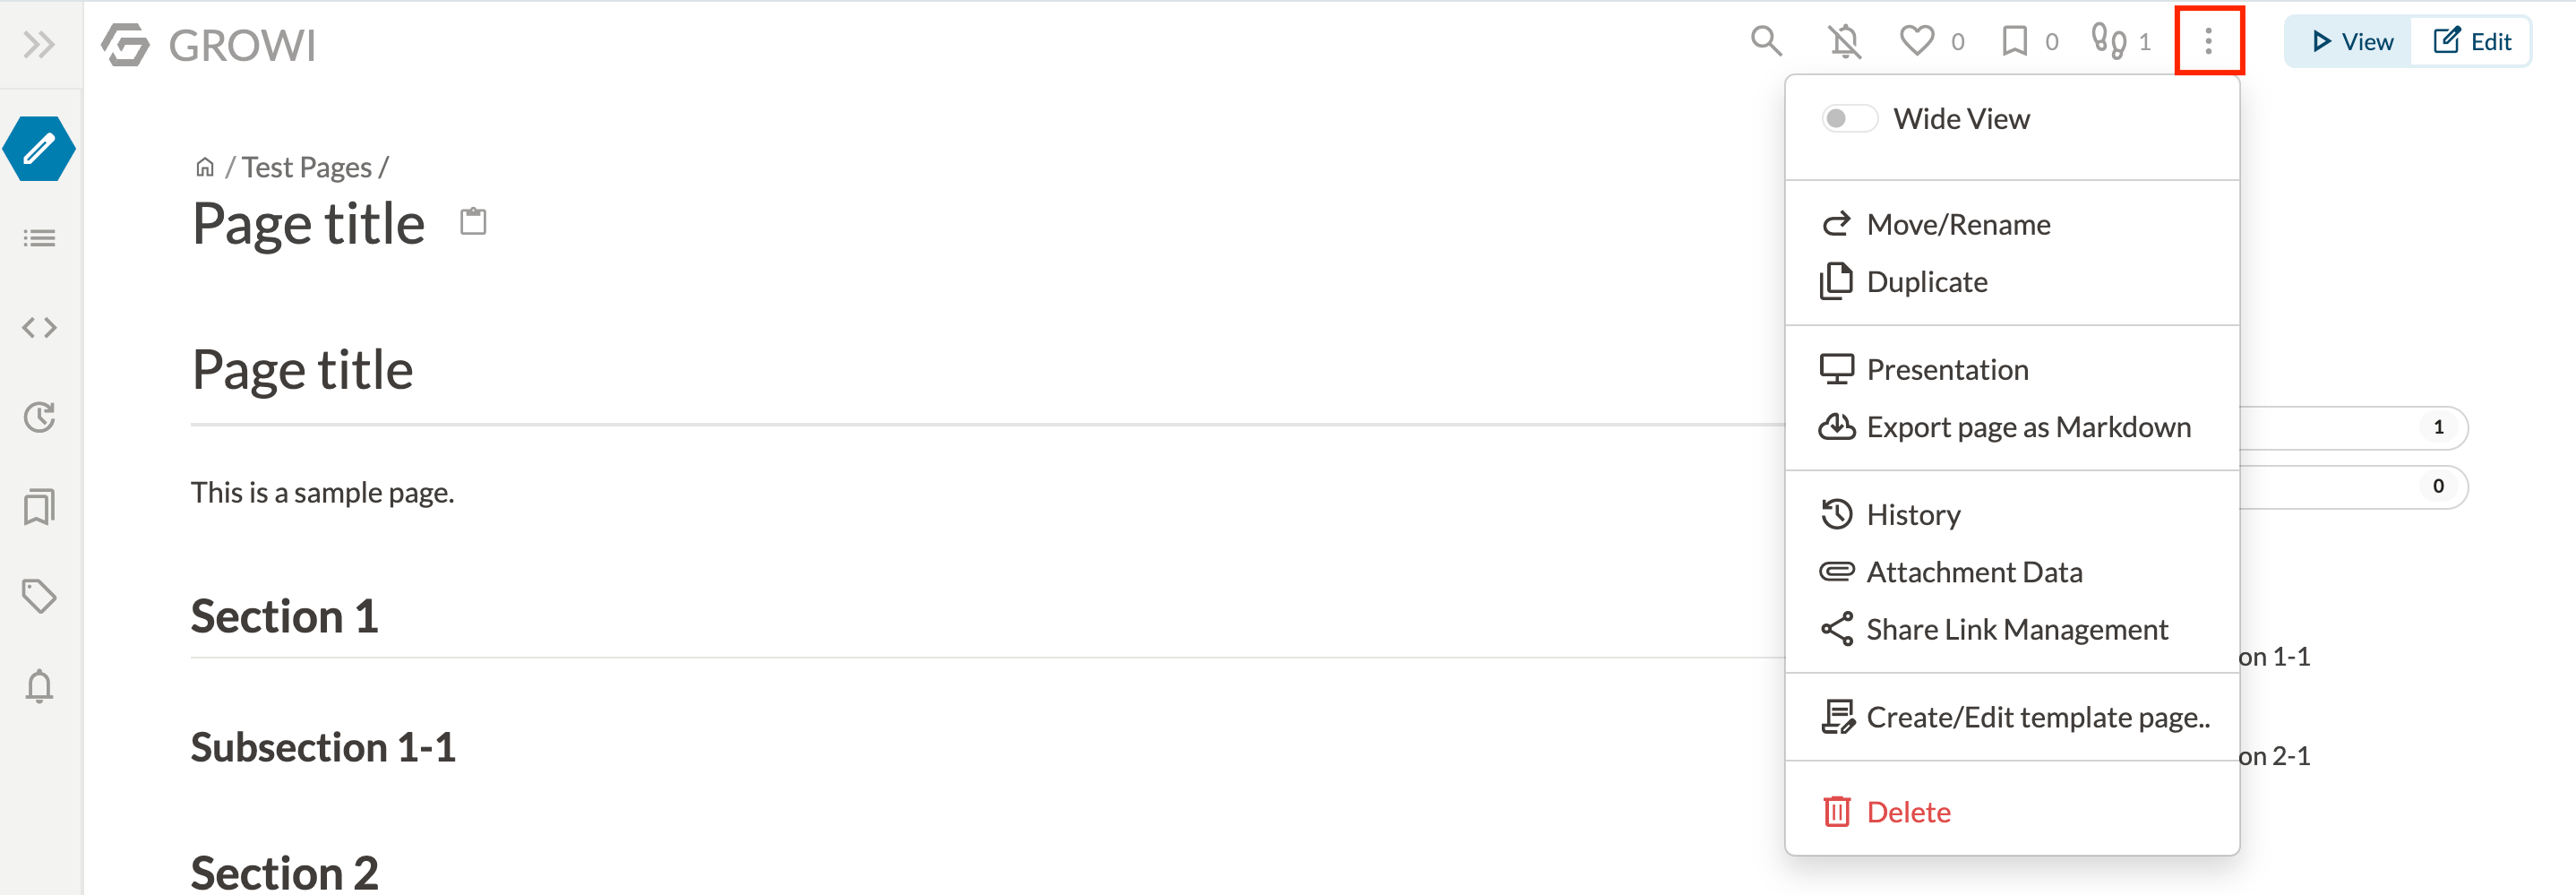 GROWI
0
0
1
View
Edit
/ Test Pages /
Page title
Page title
This is a sample page.
Section 1
Subsection 1-1
Section 2
Wide View
Move/Rename
Duplicate
Presentation
Export page as Markdown
History
Attachment Data
Share Link Management
Create/Edit template page..
Delete
1
0
on 1-1
on 2-1